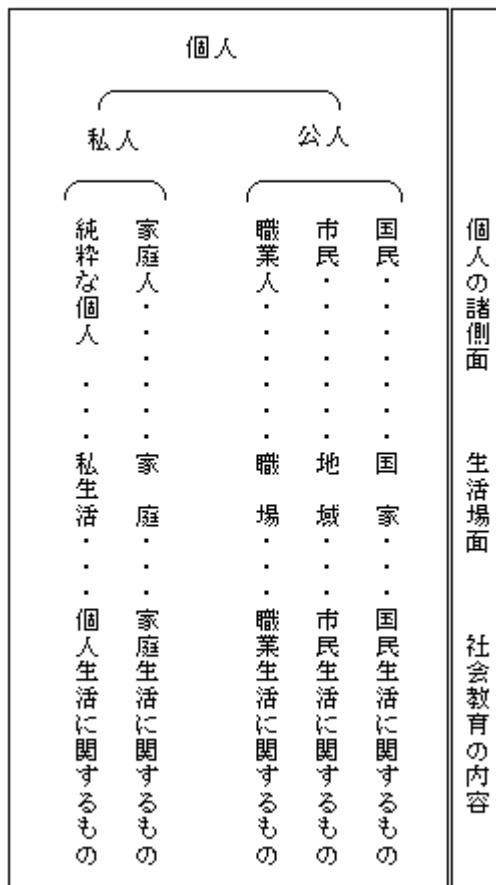 個人の諸側面 生活場面 社会教育の内容
個人
公人
国民・・・・・・国家・・・国民生活に関するもの
市民・・・・・・地域・・・市民生活に関するもの
職業人・・・・・職場・・・職業生活に関するもの
私人
家庭人・・・・・家庭・・・家庭生活に関するもの
純粋な個人・・・私生活・・・個人生活に関するもの